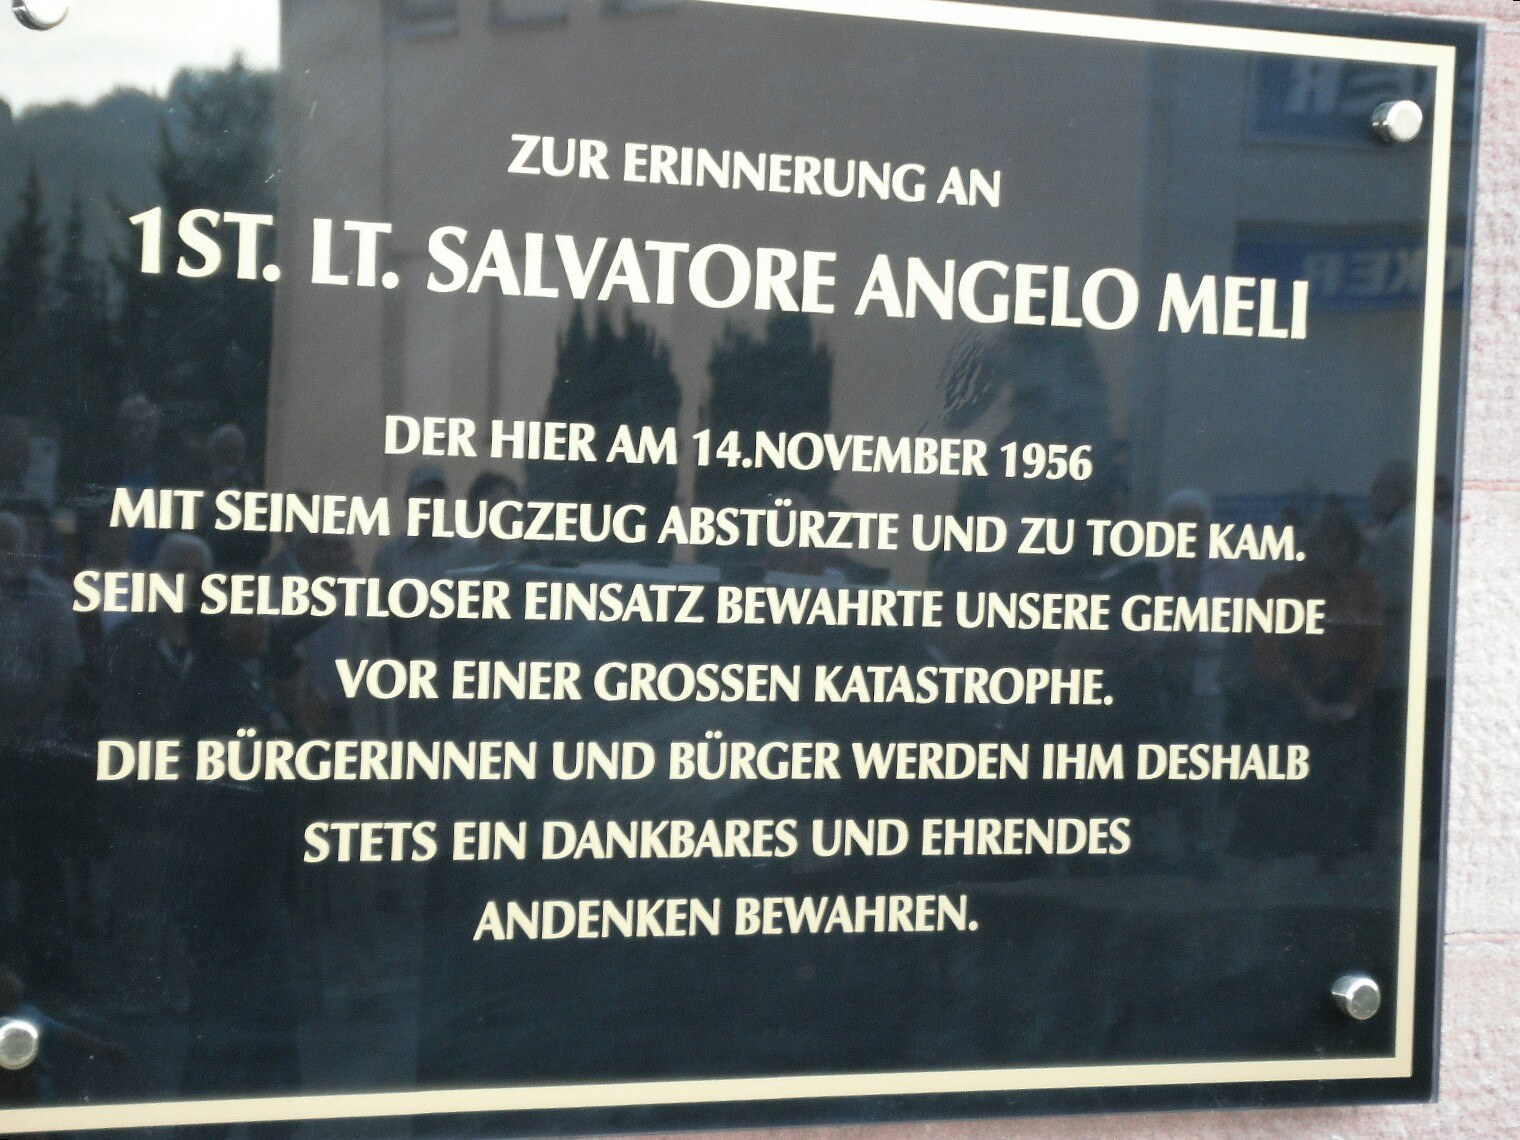 ZUR ERINNERUNG AN
1ST. LT. SALVATORE ANGELO MELI
DER HIER AM 14.NOVEMBER 1956
MIT SEINEM FLUGZEUG ABSTÜRZTE UND ZU TODE KAM.
SEIN SELBSTLOSER EINSATZ BEWAHRTE UNSERE GEMEINDE
VOR EINER GROSSEN KATASTROPHE.
DIE BÜRGERINNEN UND BÜRGER WERDEN IHM DESHALB
STETS EIN DANKBARES UND EHRENDES
ANDENKEN BEWAHREN.